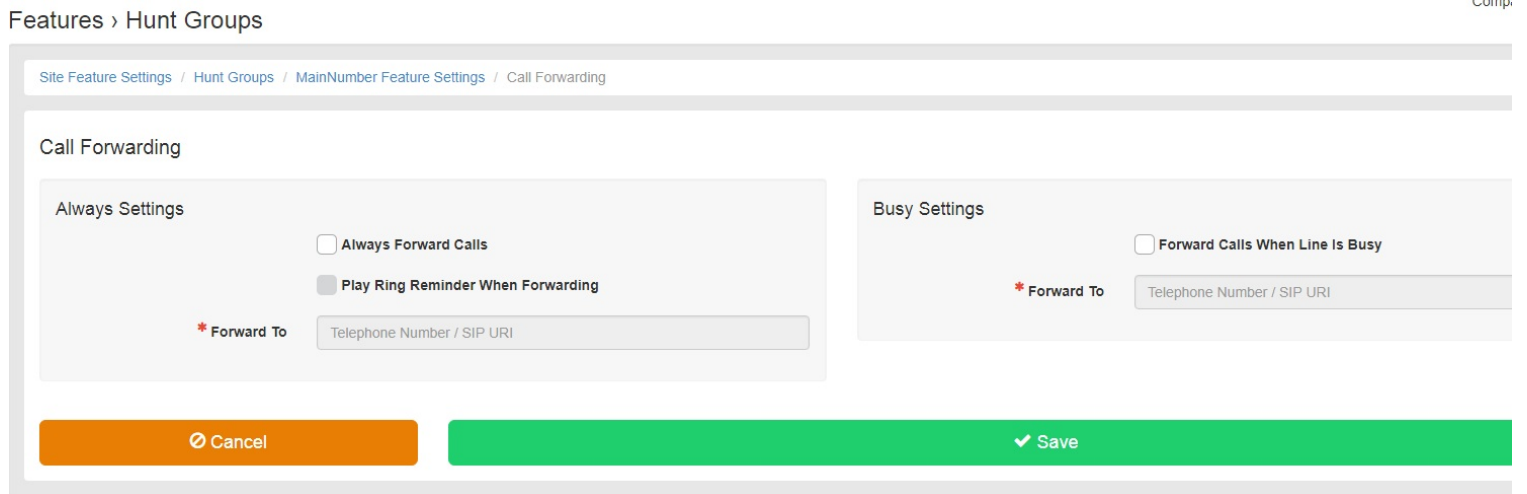 Features › Hunt Groups
Site Feature Settings / Hunt Groups / MainNumber Feature Settings / Call Forwarding
Call Forwarding
Always Settings
Always Forward Calls
Play Ring Reminder When Forwarding
* Forward To
Telephone Number / SIP URI
Busy Settings
Forward Calls When Line Is Busy
* Forward To
Telephone Number / SIP URI
Cancel
Save